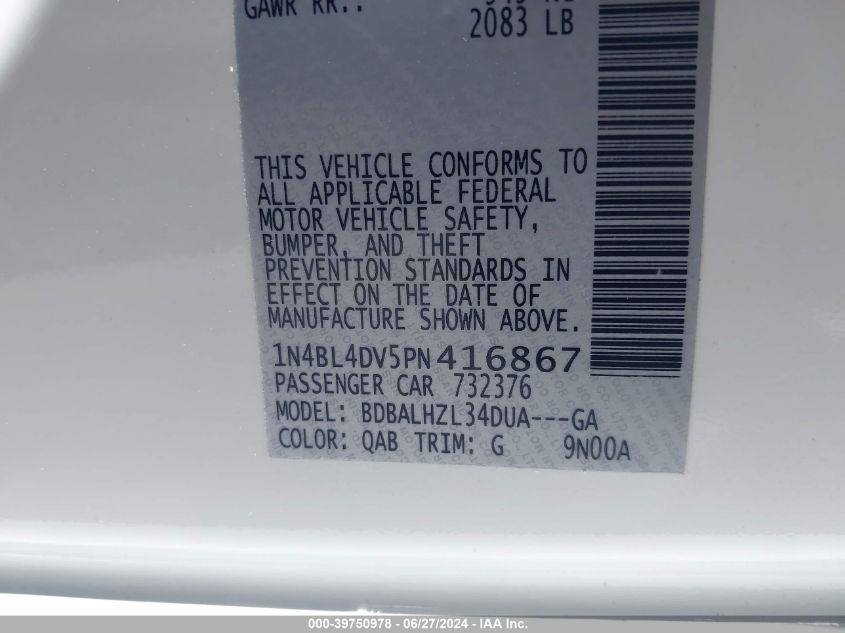 GAWR RR.:
2083 LB
THIS VEHICLE CONFORMS TO
ALL APPLICABLE FEDERAL
MOTOR VEHICLE SAFETY,
BUMPER, AND THEFT
PREVENTION STANDARDS IN
EFFECT ON THE DATE OF
MANUFACTURE SHOWN ABOVE.
1N4BL4DV5PN416867
PASSENGER CAR 732376
MODEL: BDBALHZL34DUA---GA
COLOR: QAB TRIM: G 9N00A
000-39750978 - 06/27/2024 - IAA Inc.